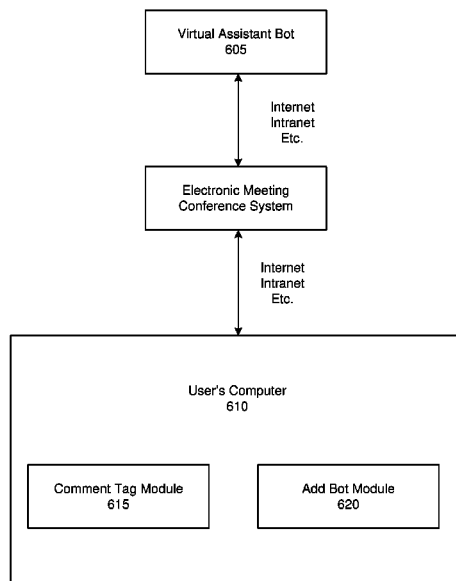 Virtual Assistant Bot
605
Internet
Intranet
Etc.
Electronic Meeting
Conference System
Internet
Intranet
Etc.
User's Computer
610
Comment Tag Module
615
Add Bot Module
620